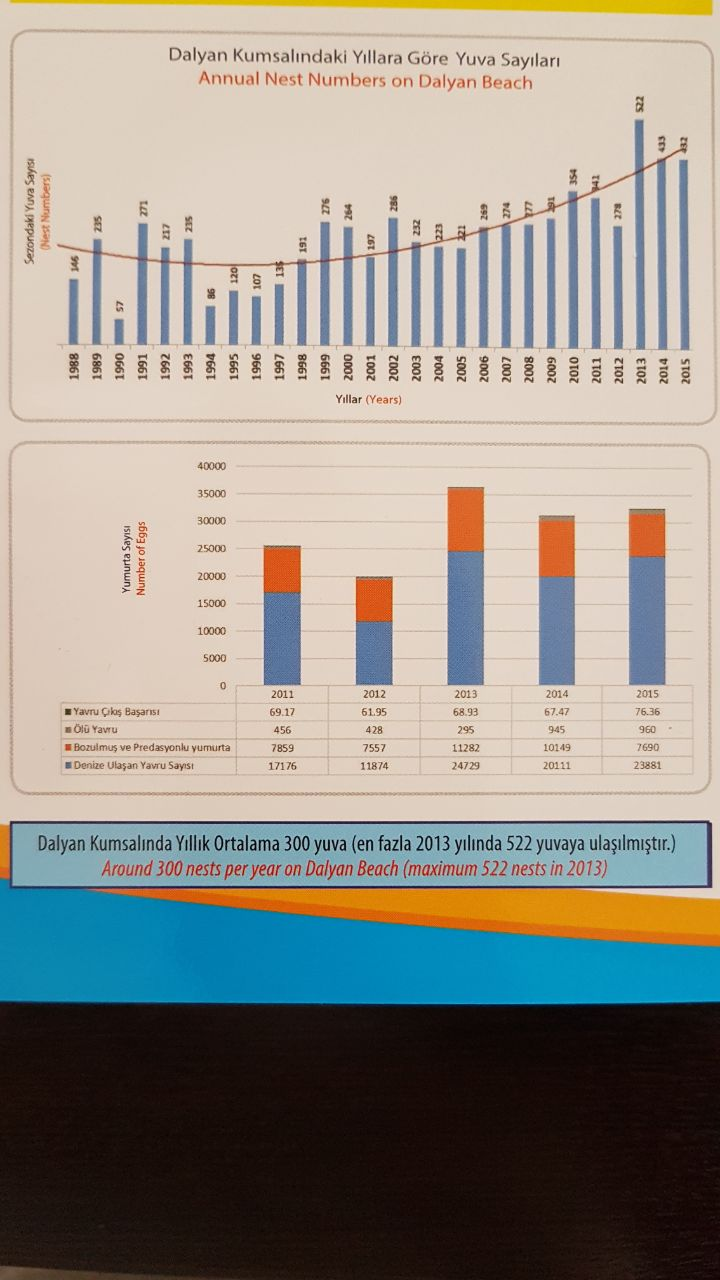 Dalyan Kumsalındaki Yıllara Göre Yuva Sayıları
Annual Nest Numbers on Dalyan Beach
Sezondaki Yuva Sayısı
(Nest Numbers)
146 235 57 271 217 235 86 120 107 135 191 276 264 197 286 232 223 221 269 274 277 291 354 341 278 522 433 432
1988 1989 1990 1991 1992 1993 1994 1995 1996 1997 1998 1999 2000 2001 2002 2003 2004 2005 2006 2007 2008 2009 2010 2011 2012 2013 2014 2015
Yıllar (Years)
Yumurta Sayısı
Number of Eggs
40000
35000
30000
25000
20000
15000
10000
5000
0
2011 2012 2013 2014 2015
Yavru Çıkış Başarısı 69.17 61.95 68.93 67.47 76.36
Ölü Yavru 456 428 295 945 960
Bozulmuş ve Predasyonlu yumurta 7859 7557 11282 10149 7690
Denize Ulaşan Yavru Sayısı 17176 11874 24729 20111 23881
Dalyan Kumsalında Yıllık Ortalama 300 yuva (en fazla 2013 yılında 522 yuvaya ulaşılmıştır.)
Around 300 nests per year on Dalyan Beach (maximum 522 nests in 2013)